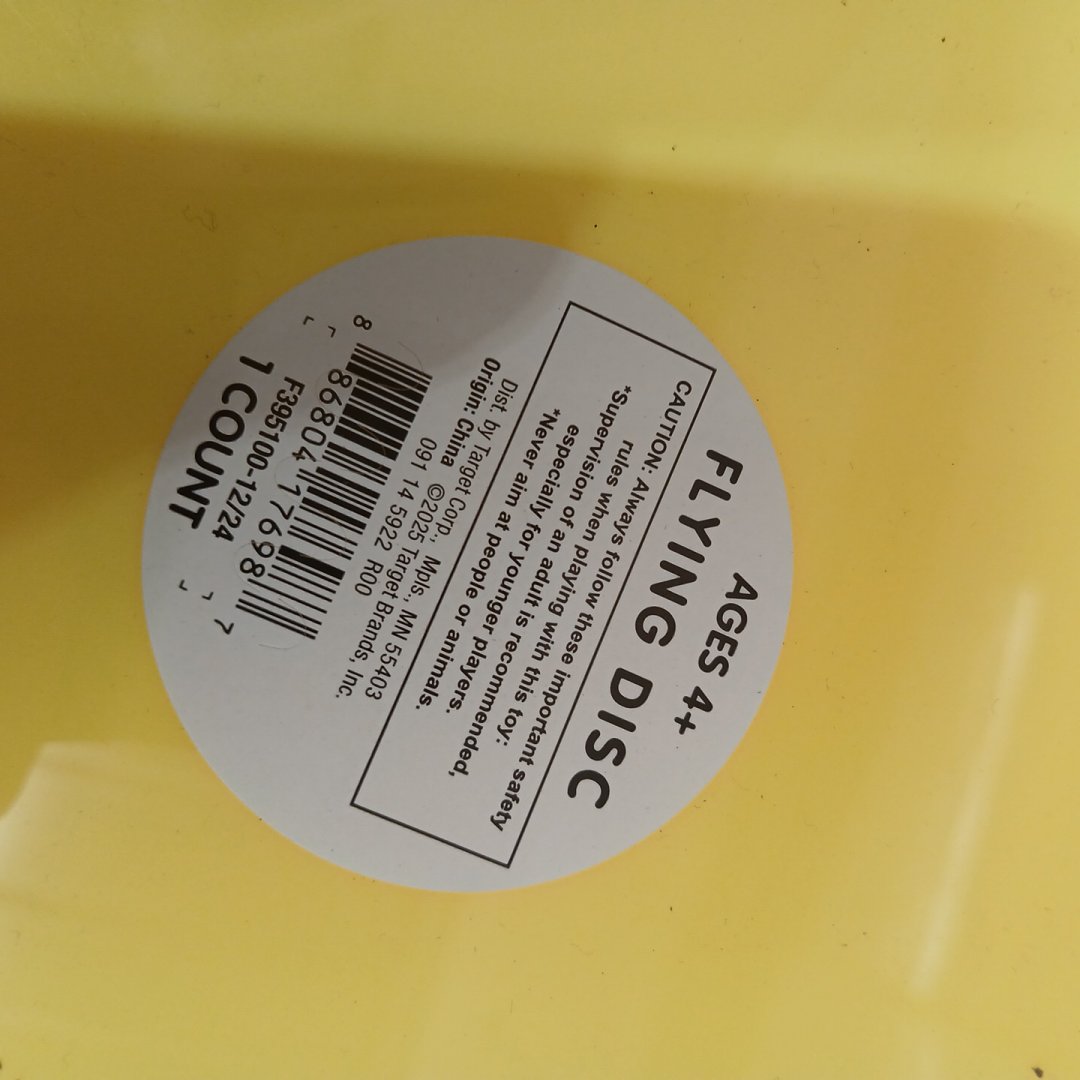 AGES 4+
FLYING DISC
CAUTION: Always follow these important safety
rules when playing with this toy:
*Supervision of an adult is recommended,
especially for younger players.
*Never aim at people or animals.
Dist. by Target Corp., Mpls., MN 55403
Origin: China ©2025 Target Brands, Inc.
091 14 5922 R00
8 86804 17698 7
F395100-12/24
1 COUNT